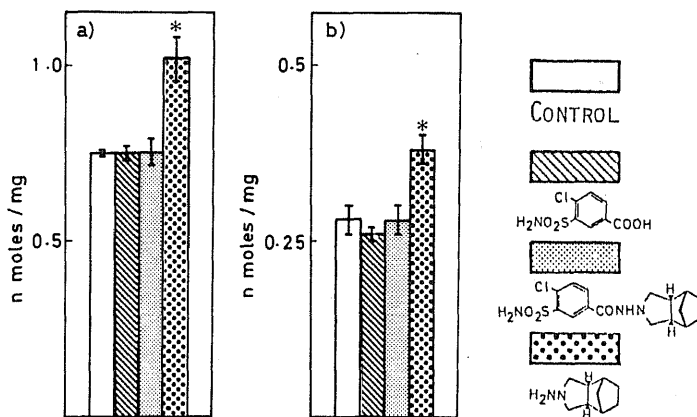 a)
*
1.0
0.5
n moles / mg
b)
*
0.5
0.25
n moles / mg
CONTROL
Cl
H₂NO₂S
COOH
Cl
H₂NO₂S
CONHN
H
H
H₂NN
H
H